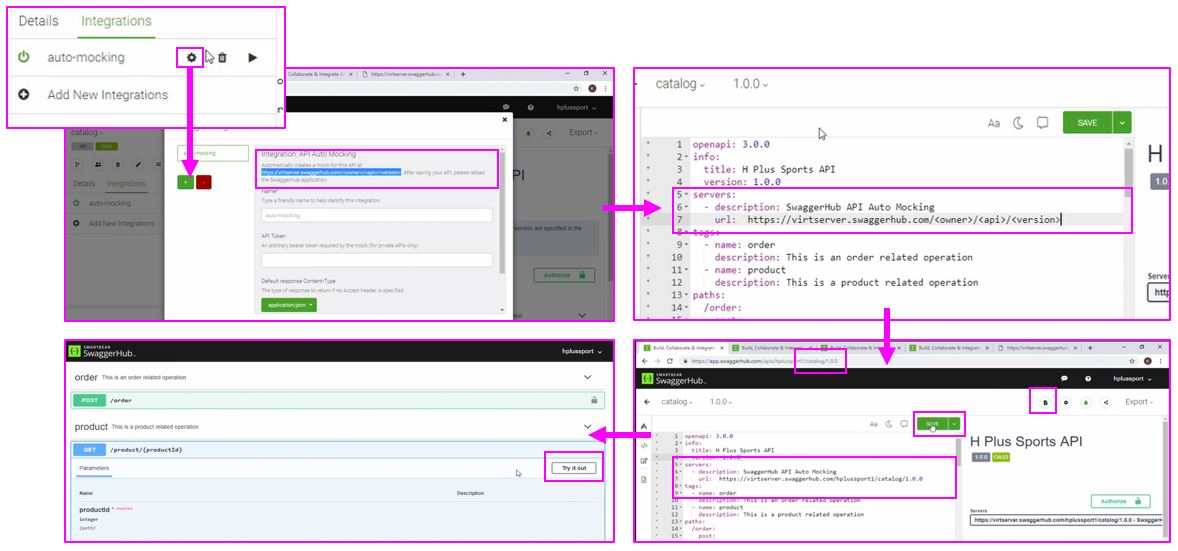 Details Integrations
auto-mocking
Add New Integrations
Collaborate & Integrate
https://virtserver.swaggerhub.
hplussport
catalog
API OAS3
Export
Details Integrations
auto-mocking
Add New Integrations
auto-mocking
+ -
Integration: API Auto Mocking
Automatically creates a mock for this API at
https://virtserver.swaggerhub.com/<owner>/<api>/<version>. After saving your API, please reload
the SwaggerHub application.
Name*
Type a friendly name to help identify this integration
auto-mocking
API Token
An arbitrary bearer token required by the mock (for private APIs only)
Default response Content-Type
The type of response to return if no Accept header is specified
application/json
PI
servers are specified in the
Authorize
catalog 1.0.0
Aa SAVE
1 openapi: 3.0.0
2 info:
3 title: H Plus Sports API
4 version: 1.0.0
5 servers:
6 - description: SwaggerHub API Auto Mocking
7 url: https://virtserver.swaggerhub.com/<owner>/<api>/<version>
8 tags:
9 - name: order
10 description: This is an order related operation
11 - name: product
12 description: This is a product related operation
13 paths:
14 /order:
H
1.0.
Serve
htt
SMARTBEAR
SwaggerHub
hplussport
order This is an order related operation
POST /order
product This is a product related operation
GET /product/{productId}
Parameters
Try it out
Name Description
productId * required
integer
(path)
Build, Collaborate & Integrate
Build, Collaborate & Integrate
Build, Collaborate & Integrate
Build, Collaborate & Integrate
https://virtserver.swaggerhub.
https://app.swaggerhub.com/apis/hplussport1/catalog/1.0.0
SMARTBEAR
SwaggerHub
hplussport
catalog 1.0.0
Export
Aa SAVE
1 openapi: 3.0.0
2 info:
3 title: H Plus Sports API
4 version: 1.0.0
5 servers:
6 - description: SwaggerHub API Auto Mocking
7 url: https://virtserver.swaggerhub.com/hplussport1/catalog/1.0.0
8 tags:
9 - name: order
10 description: This is an order related operation
11 - name: product
12 description: This is a product related operation
13 paths:
14 /order:
15 post:
H Plus Sports API
1.0.0 OAS3
Authorize
Servers
https://virtserver.swaggerhub.com/hplussport1/catalog/1.0.0 - SwaggerH